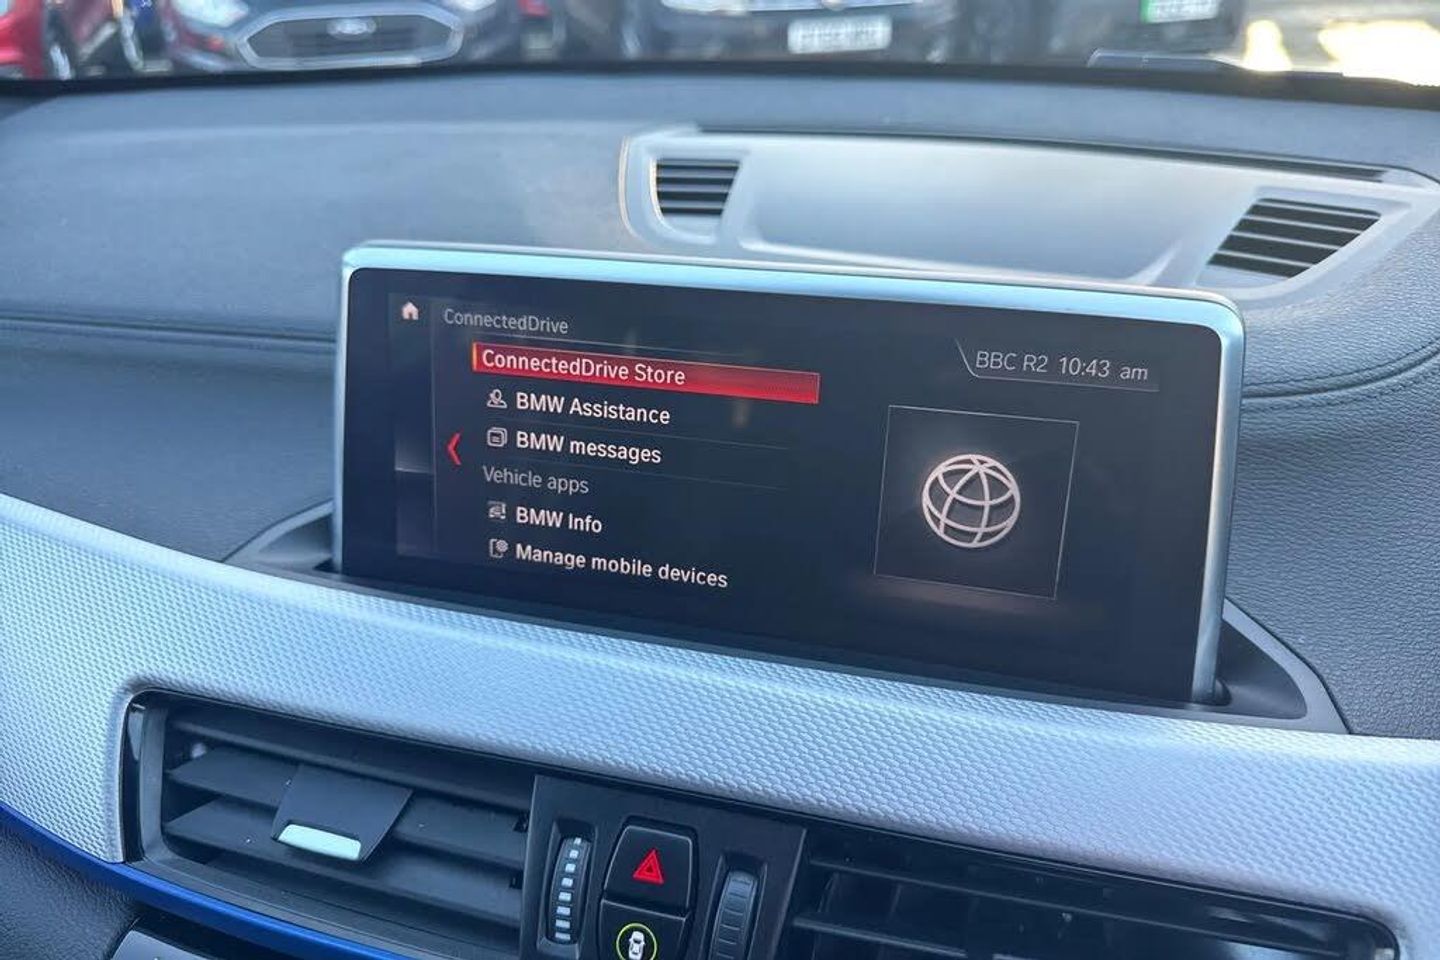 ConnectedDrive
BBC R2 10:43 am
ConnectedDrive Store
BMW Assistance
BMW messages
Vehicle apps
BMW Info
Manage mobile devices